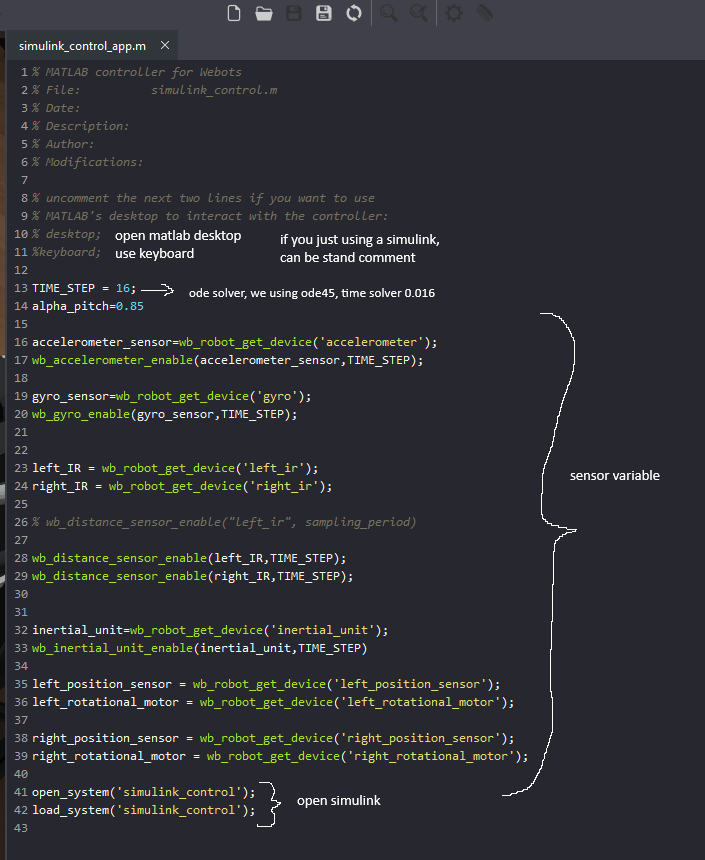 simulink_control_app.m ×
1 % MATLAB controller for Webots
2 % File:          simulink_control.m
3 % Date:
4 % Description:
5 % Author:
6 % Modifications:
7
8 % uncomment the next two lines if you want to use
9 % MATLAB's desktop to interact with the controller:
10 % desktop; open matlab desktop if you just using a simulink,
11 %keyboard; use keyboard can be stand comment
12
13 TIME_STEP = 16; ode solver, we using ode45, time solver 0.016
14 alpha_pitch=0.85
15
16 accelerometer_sensor=wb_robot_get_device('accelerometer');
17 wb_accelerometer_enable(accelerometer_sensor,TIME_STEP);
18
19 gyro_sensor=wb_robot_get_device('gyro');
20 wb_gyro_enable(gyro_sensor,TIME_STEP);
21
22
23 left_IR = wb_robot_get_device('left_ir');
sensor variable
24 right_IR = wb_robot_get_device('right_ir');
25
26 % wb_distance_sensor_enable("left_ir", sampling_period)
27
28 wb_distance_sensor_enable(left_IR,TIME_STEP);
29 wb_distance_sensor_enable(right_IR,TIME_STEP);
30
31
32 inertial_unit=wb_robot_get_device('inertial_unit');
33 wb_inertial_unit_enable(inertial_unit,TIME_STEP)
34
35 left_position_sensor = wb_robot_get_device('left_position_sensor');
36 left_rotational_motor = wb_robot_get_device('left_rotational_motor');
37
38 right_position_sensor = wb_robot_get_device('right_position_sensor');
39 right_rotational_motor = wb_robot_get_device('right_rotational_motor');
40
41 open_system('simulink_control');
open simulink
42 load_system('simulink_control');
43